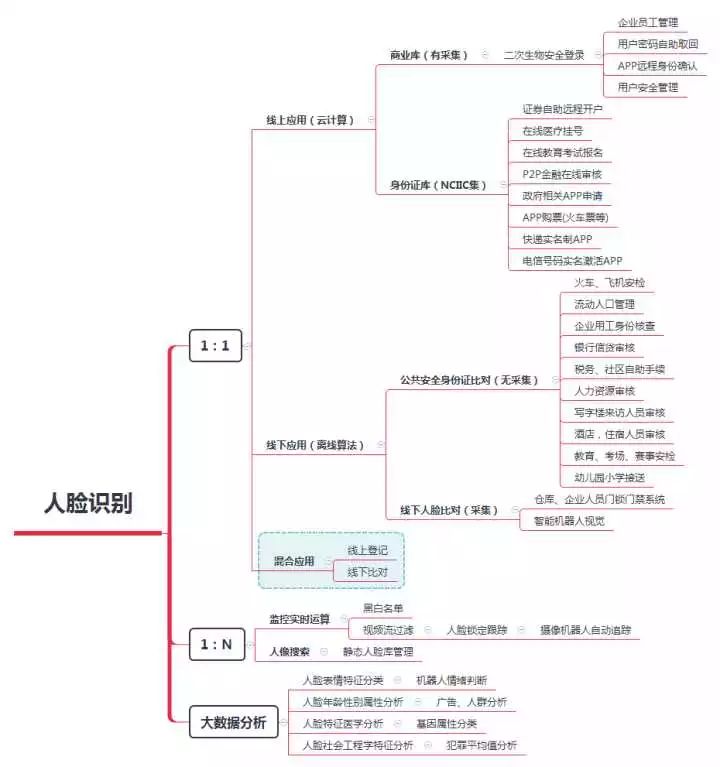 人脸识别
1：1
线上应用（云计算）
商业库（有采集）
二次生物安全登录
企业员工管理
用户密码自助取回
APP远程身份确认
用户安全管理
身份证库（NCIIC集）
证券自助远程开户
在线医疗挂号
在线教育考试报名
P2P金融在线审核
政府相关APP申请
APP购票(火车票等)
快递实名制APP
电信号码实名激活APP
线下应用（离线算法）
公共安全身份证比对（无采集）
火车、飞机安检
流动人口管理
企业用工身份核查
银行信贷审核
税务、社区自助手续
人力资源审核
写字楼来访人员审核
酒店，住宿人员审核
教育、考场、赛事安检
幼儿园小学接送
线下人脸比对（采集）
仓库、企业人员门锁门禁系统
智能机器人视觉
混合应用
线上登记
线下比对
1：N
监控实时运算
黑白名单
视频流过滤
人脸锁定跟踪
摄像机器人自动追踪
人像搜索
静态人脸库管理
大数据分析
人脸表情特征分类
机器人情绪判断
人脸年龄性别属性分析
广告、人群分析
人脸特征医学分析
基因属性分类
人脸社会工程学特征分析
犯罪平均值分析